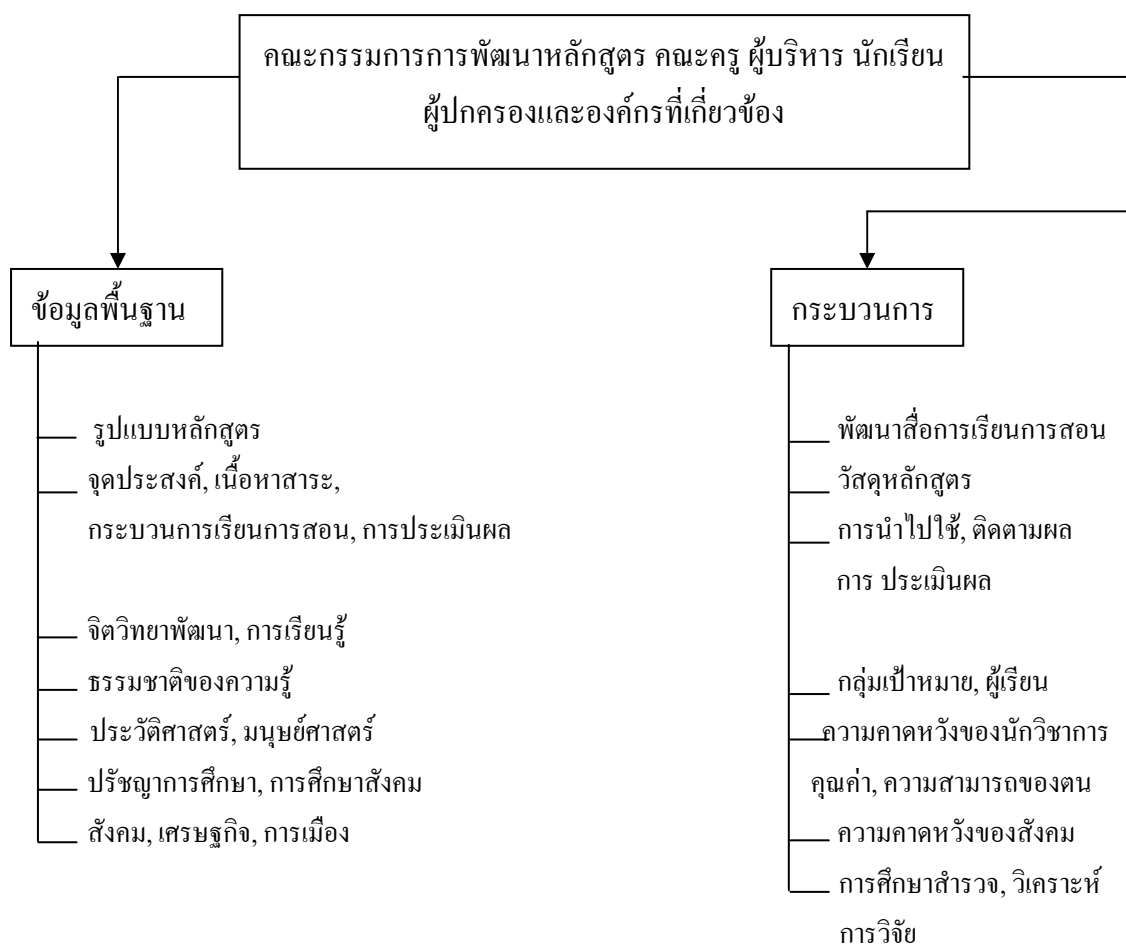 คณะกรรมการการพัฒนาหลักสูตร คณะครู ผู้บริหาร นักเรียน
ผู้ปกครองและองค์กรที่เกี่ยวข้อง
ข้อมูลพื้นฐาน
รูปแบบหลักสูตร
จุดประสงค์, เนื้อหาสาระ,
กระบวนการเรียนการสอน, การประเมินผล
จิตวิทยาพัฒนา, การเรียนรู้
ธรรมชาติของความรู้
ประวัติศาสตร์, มนุษย์ศาสตร์
ปรัชญาการศึกษา, การศึกษาสังคม
สังคม, เศรษฐกิจ, การเมือง
กระบวนการ
พัฒนาสื่อการเรียนการสอน
วัสดุหลักสูตร
การนำไปใช้, ติดตามผล
การ ประเมินผล
กลุ่มเป้าหมาย, ผู้เรียน
ความคาดหวังของนักวิชาการ
คุณค่า, ความสามารถของตน
ความคาดหวังของสังคม
การศึกษาสำรวจ, วิเคราะห์
การวิจัย